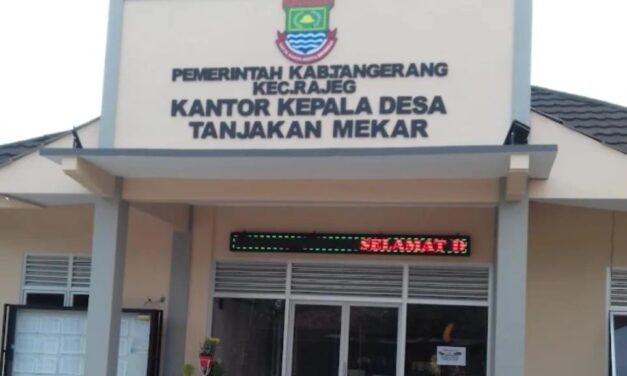 PEMERINTAH KAB.TANGERANG
KEC.RAJEG
KANTOR KEPALA DESA
TANJAKAN MEKAR
SELAMAT